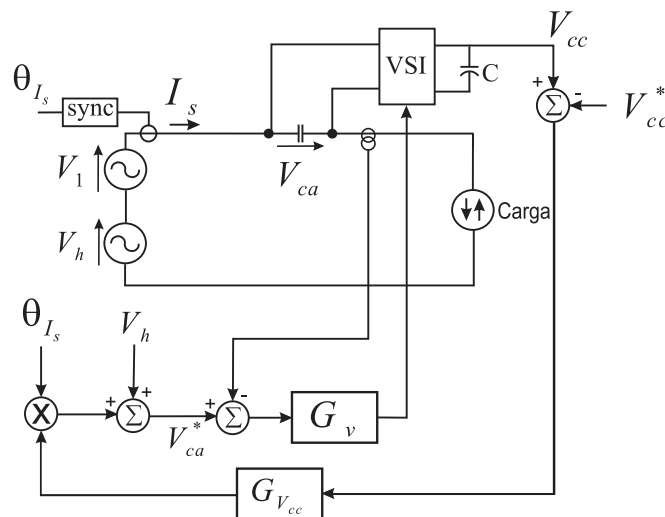 V_cc
VSI
C
θ_Is
sync
I_s
+
-
Σ
V_cc^*
V_1
V_ca
Carga
V_h
θ_Is
V_h
+
+
+
-
X
Σ
Σ
V_ca^*
G_v
G_Vcc